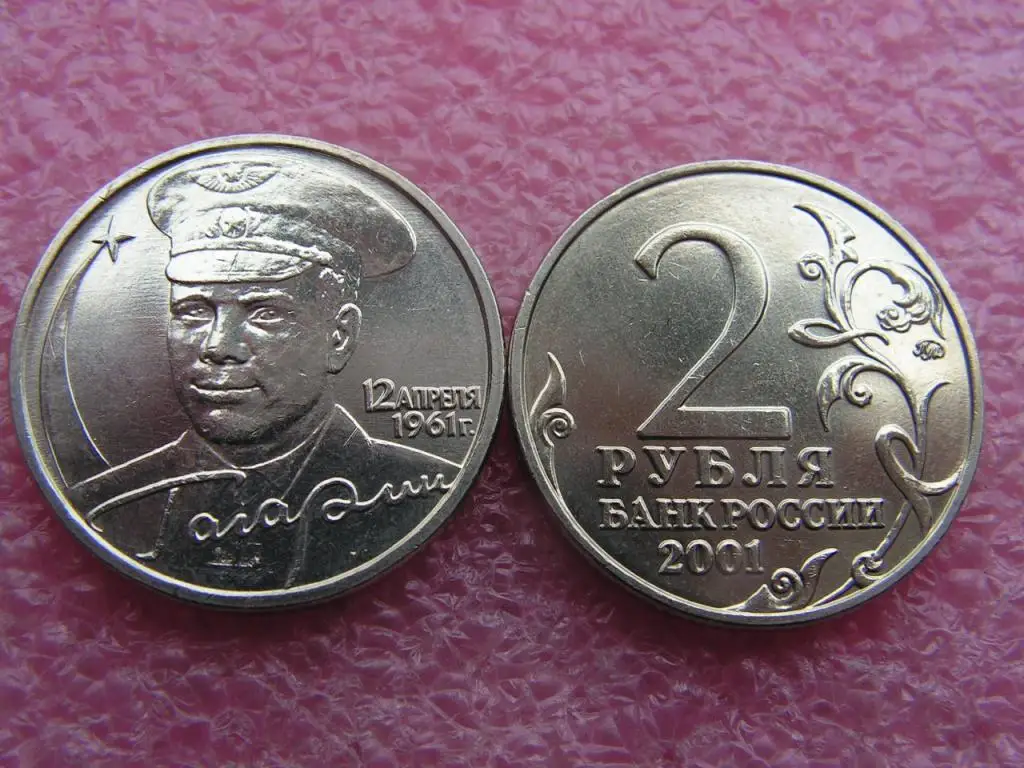 12 АПРЕЛЯ
1961 г.
Гагарин
2
РУБЛЯ
БАНК РОССИИ
2001